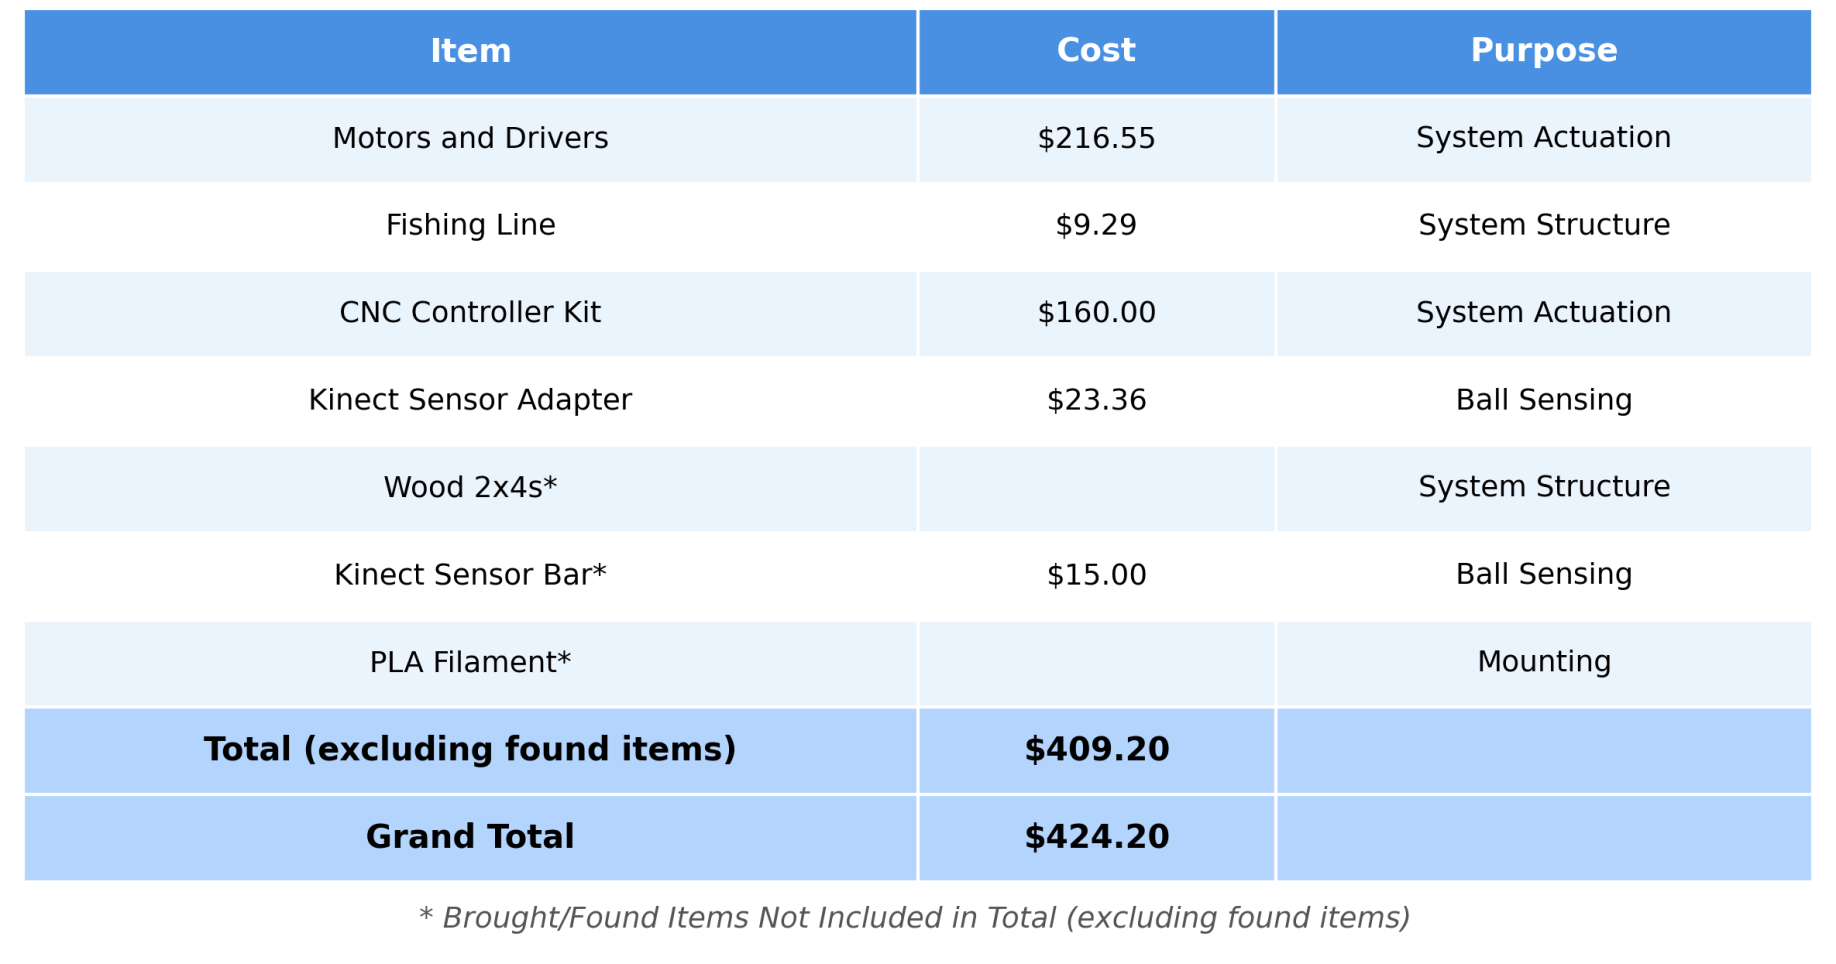 Item Cost Purpose
Motors and Drivers $216.55 System Actuation
Fishing Line $9.29 System Structure
CNC Controller Kit $160.00 System Actuation
Kinect Sensor Adapter $23.36 Ball Sensing
Wood 2x4s* System Structure
Kinect Sensor Bar* $15.00 Ball Sensing
PLA Filament* Mounting
Total (excluding found items) $409.20
Grand Total $424.20
* Brought/Found Items Not Included in Total (excluding found items)